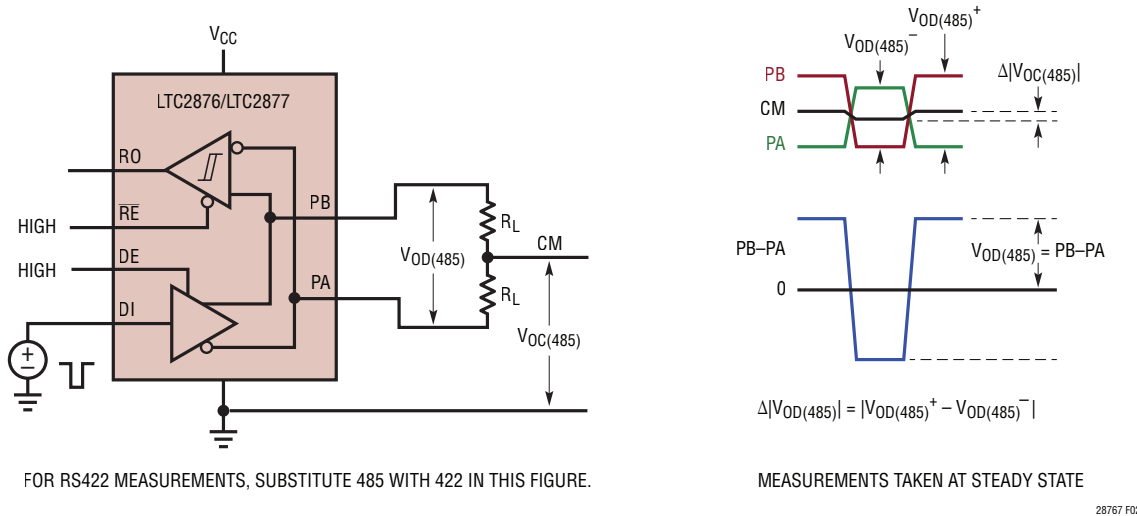 VCC
LTC2876/LTC2877
RO
RE
HIGH
DE
HIGH
DI
+
–
PB
PA
VOD(485)
RL
RL
CM
VOC(485)
FOR RS422 MEASUREMENTS, SUBSTITUTE 485 WITH 422 IN THIS FIGURE.
VOD(485)+
VOD(485)–
Δ|VOC(485)|
PB
CM
PA
PB–PA
VOD(485) = PB–PA
0
Δ|VOD(485)| = |VOD(485)+ – VOD(485)– |
MEASUREMENTS TAKEN AT STEADY STATE